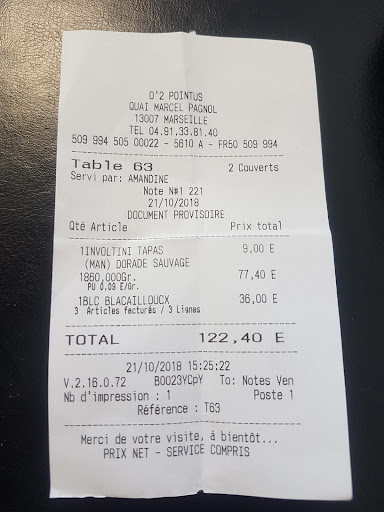 O'2 POINTUS
QUAI MARCEL PAGNOL
13007 MARSEILLE
TEL 04.91.33.81.40
509 994 505 00022 - 5610 A - FR50 509 994
Table 63 2 Couverts
Servi par: AMANDINE
Note N#1 221
21/10/2018
DOCUMENT PROVISOIRE
Qté Article Prix total
1INVOLTINI TAPAS 9,00 E
(MAN) DORADE SAUVAGE
1860,000Gr. 77,40 E
PU 0.09 E/Gr.
1BLC BLACAILLOUCX 36,00 E
3 Articles facturés / 3 Lignes
TOTAL 122,40 E
21/10/2018 15:25:22
V.2.16.0.72 B0023YCpY To: Notes Ven
Nb d'impression : 1 Poste 1
Référence : T63
Merci de votre visite, à bientôt...
PRIX NET - SERVICE COMPRIS